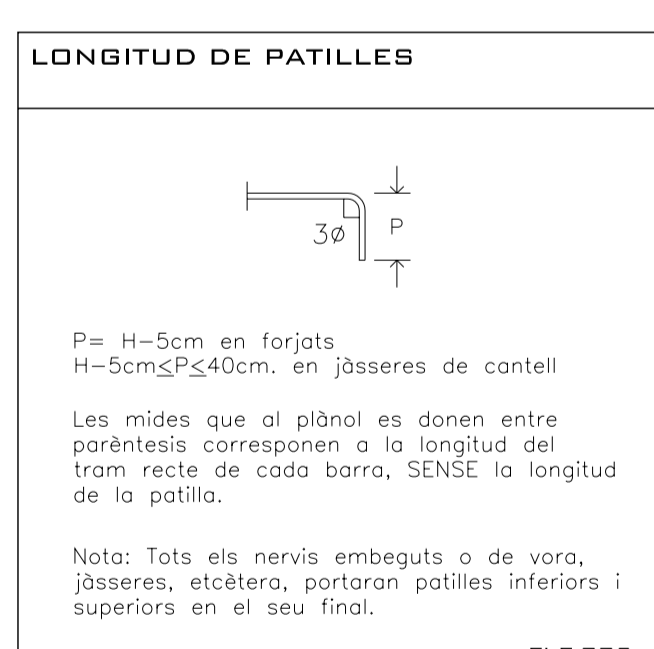 LONGITUD DE PATILLES
3ø
P
P= H-5cm en forjats
H-5cm≤P≤40cm. en jàsseres de cantell
Les mides que al plànol es donen entre
parèntesis corresponen a la longitud del
tram recte de cada barra, SENSE la longitud
de la patilla.
Nota: Tots els nervis embeguts o de vora,
jàsseres, etcètera, portaran patilles inferiors i
superiors en el seu final.